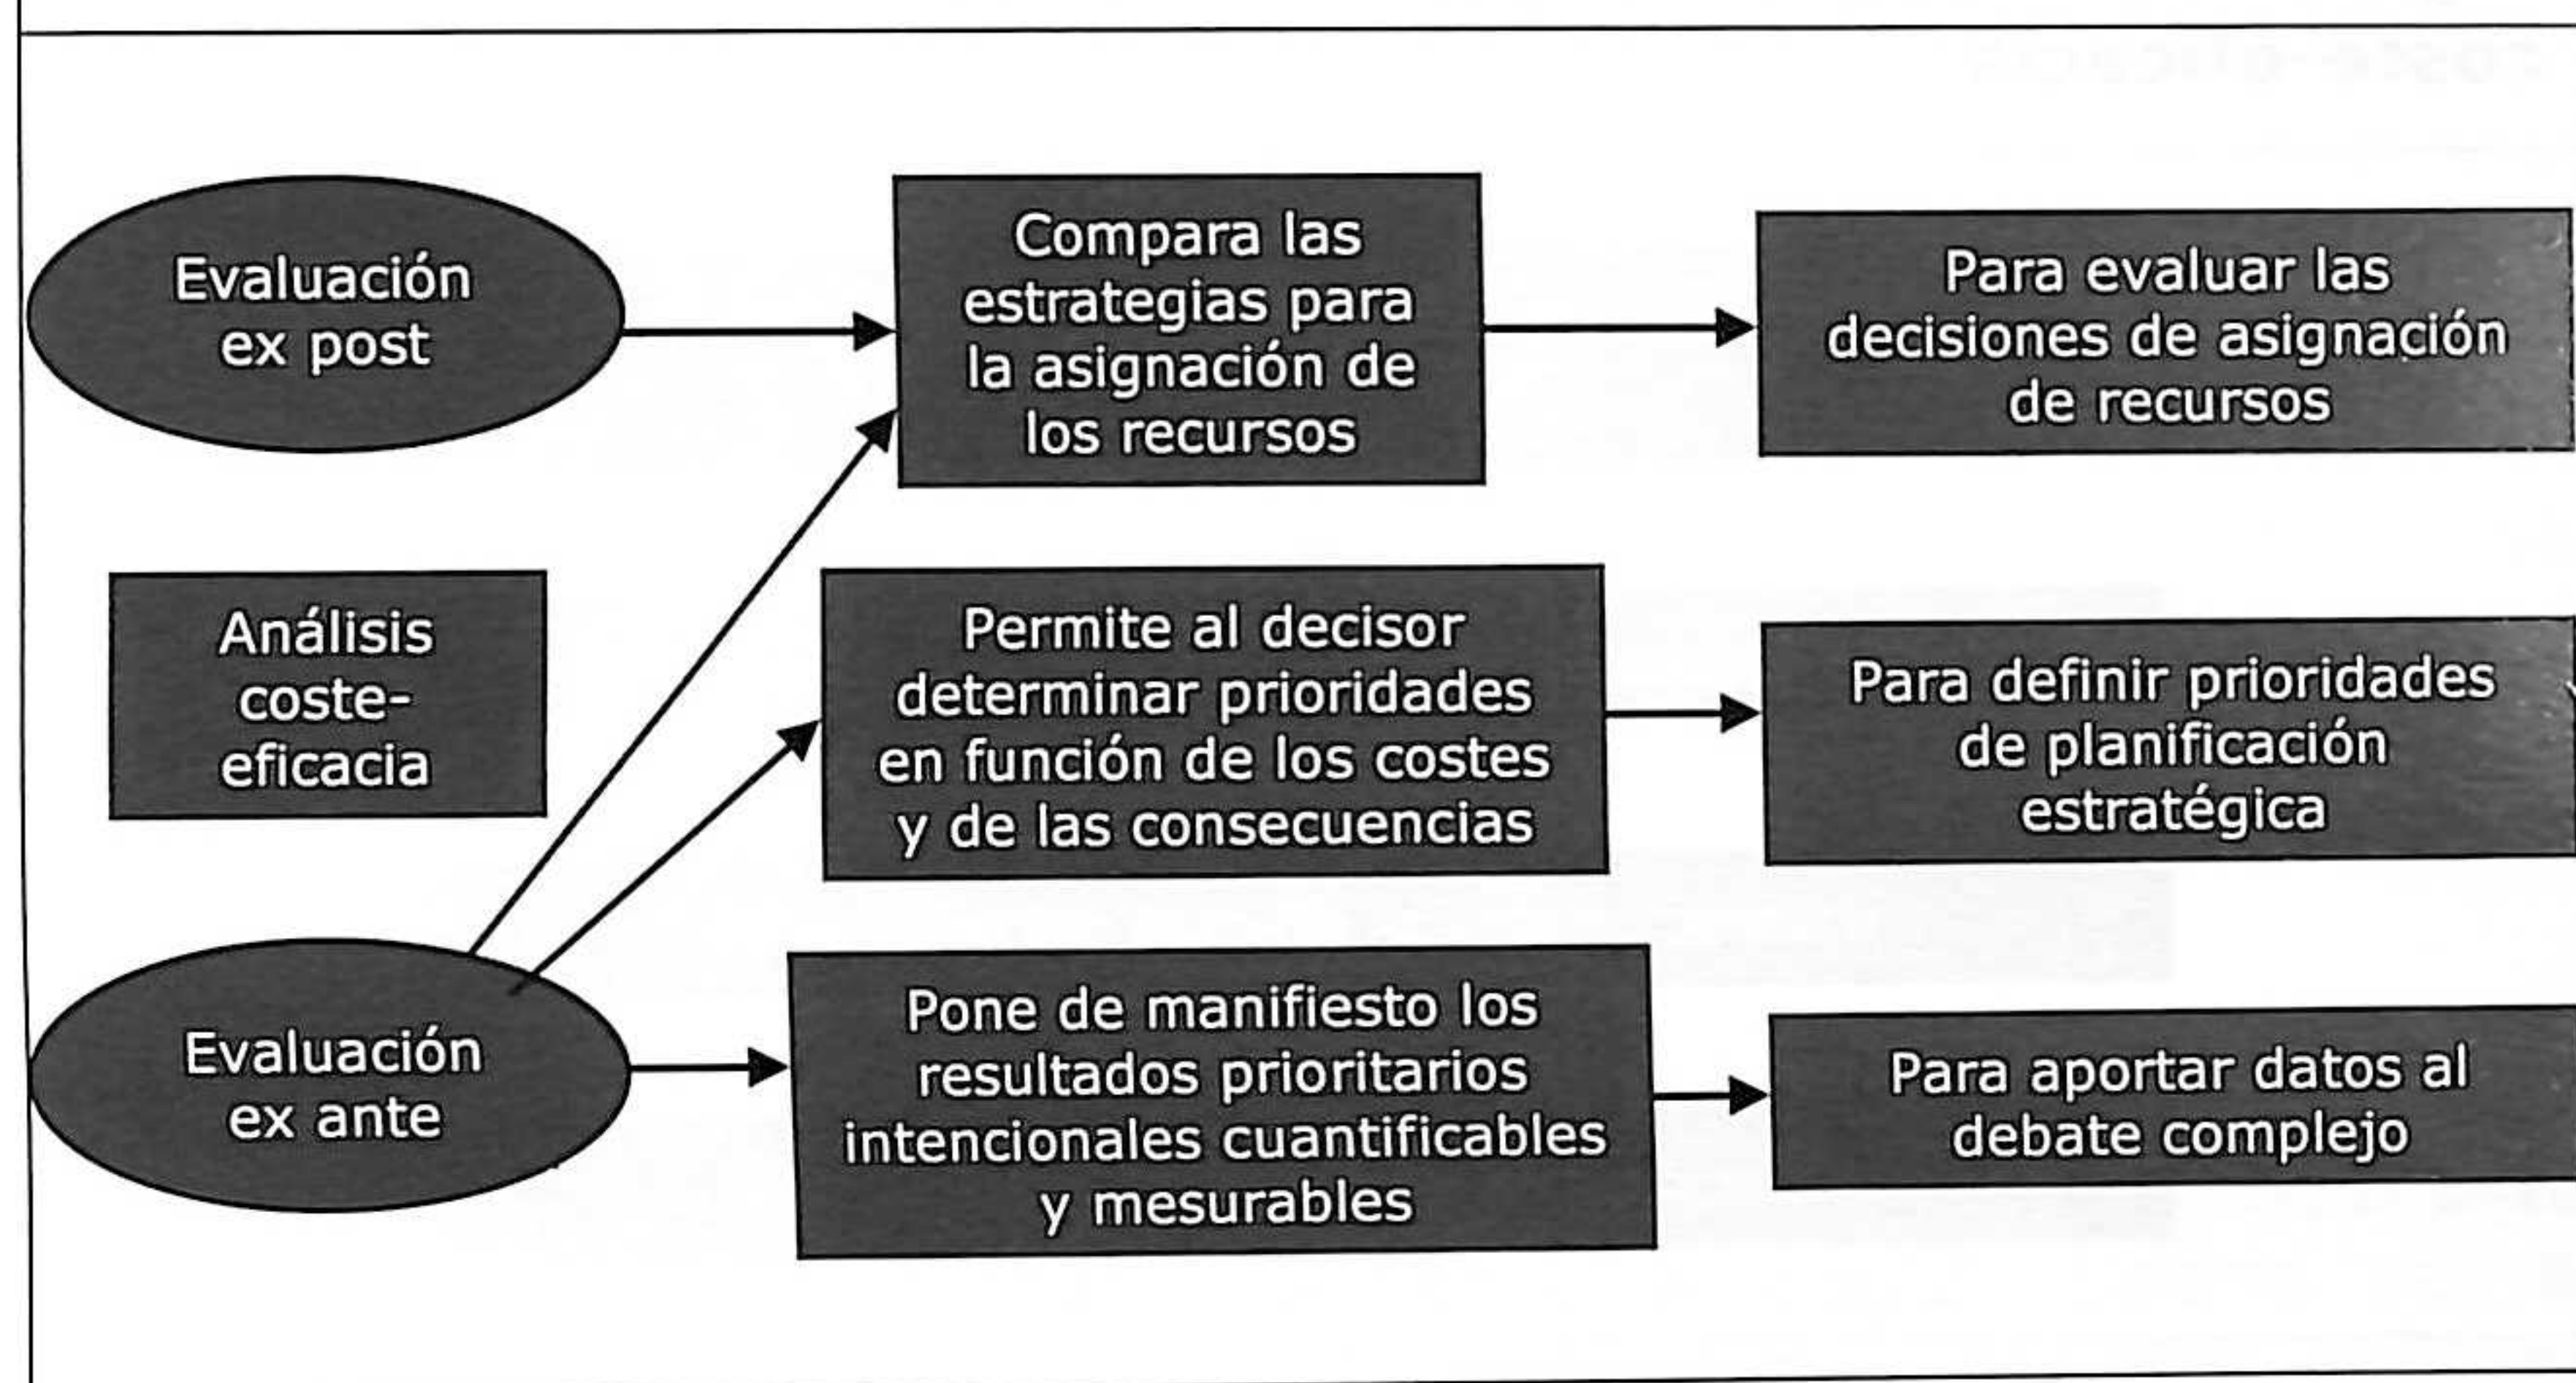 Evaluación
ex post
Compara las
estrategias para
la asignación de
los recursos
Para evaluar las
decisiones de asignación
de recursos
Análisis
coste-
eficacia
Permite al decisor
determinar prioridades
en función de los costes
y de las consecuencias
Para definir prioridades
de planificación
estratégica
Evaluación
ex ante
Pone de manifiesto los
resultados prioritarios
intencionales cuantificables
y mesurables
Para aportar datos al
debate complejo